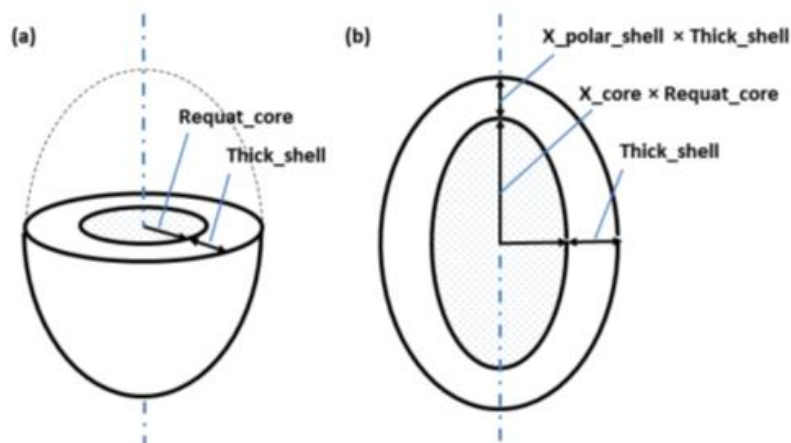 (a)
Requat_core
Thick_shell
(b)
X_polar_shell × Thick_shell
X_core × Requat_core
Thick_shell